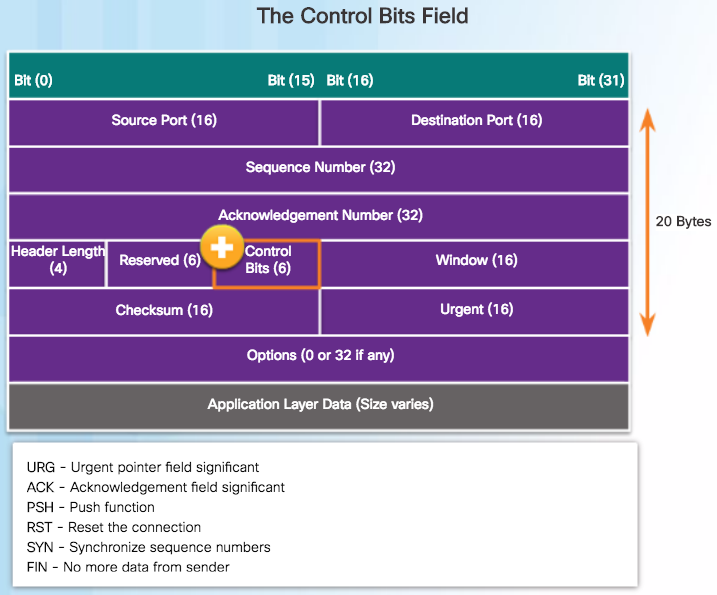 The Control Bits Field
Bit (0) Bit (15) Bit (16) Bit (31)
Source Port (16) Destination Port (16)
Sequence Number (32)
Acknowledgement Number (32)
20 Bytes
Header Length
(4)
Reserved (6)
Control
Bits (6)
Window (16)
Checksum (16) Urgent (16)
Options (0 or 32 if any)
Application Layer Data (Size varies)
URG - Urgent pointer field significant
ACK - Acknowledgement field significant
PSH - Push function
RST - Reset the connection
SYN - Synchronize sequence numbers
FIN - No more data from sender